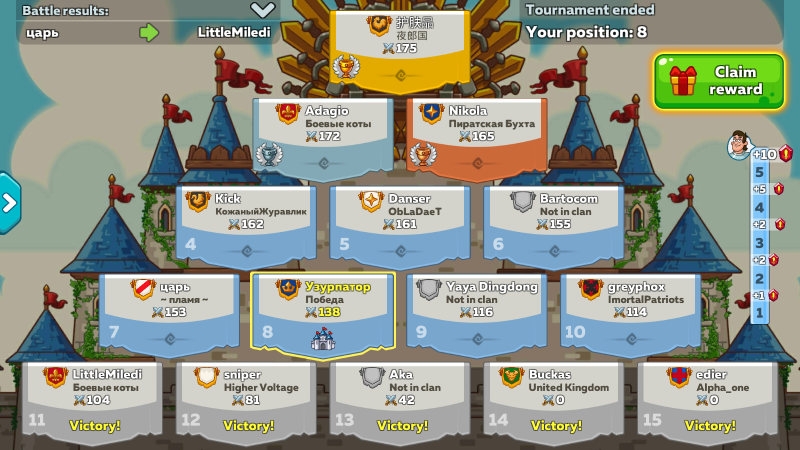 Battle results:
царь
LittleMiledi
Tournament ended
Your position: 8
Claim
reward
护肤品
夜郎国
175
Adagio
Боевые коты
172
Nikola
Пиратская Бухта
165
Kick
КожаныйЖуравлик
162
4
Danser
ObLaDaeT
161
5
Bartocom
Not in clan
155
6
царь
~ пламя ~
153
7
Узурпатор
Победа
138
8
Yaya Dingdong
Not in clan
116
9
greyphox
ImortalPatriots
114
10
LittleMiledi
Боевые коты
104
11
Victory!
sniper
Higher Voltage
81
12
Victory!
Aka
Not in clan
42
13
Victory!
Buckas
United Kingdom
0
14
Victory!
edier
Alpha_one
0
15
Victory!
+10
5
+5
4
+2
3
+2
2
+1
1